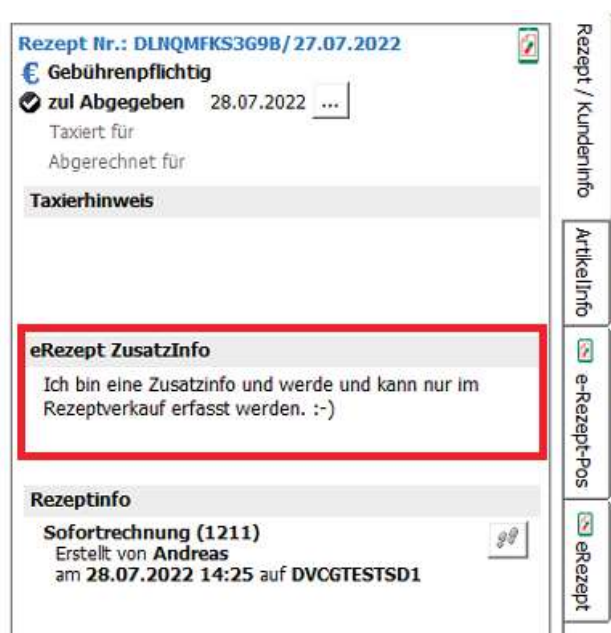 Rezept Nr.: DLNQMFKS3G9B/27.07.2022
€ Gebührenpflichtig
zul Abgegeben 28.07.2022 ...
Taxiert für
Abgerechnet für
Taxierhinweis
eRezept ZusatzInfo
Ich bin eine Zusatzinfo und werde und kann nur im
Rezeptverkauf erfasst werden. :-)
Rezeptinfo
Sofortrechnung (1211)
Erstellt von Andreas
am 28.07.2022 14:25 auf DVCGTESTSD1
Rezept / Kundeninfo
ArtikelInfo
e-Rezept-Pos
eRezept